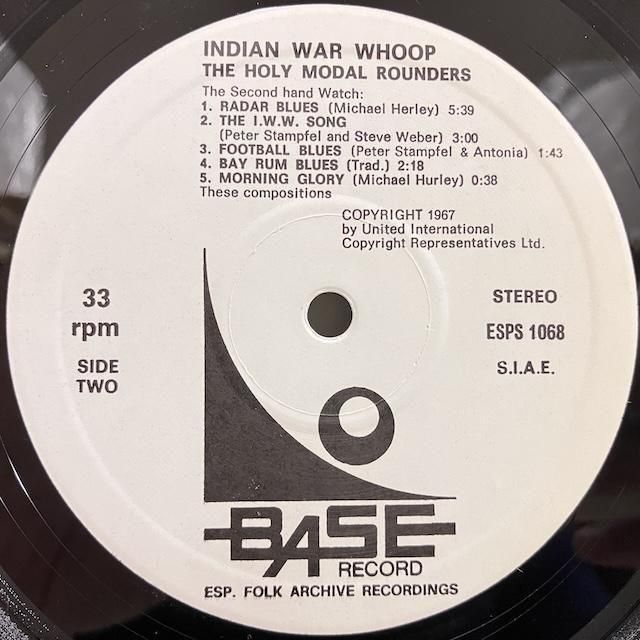 INDIAN WAR WHOOP
THE HOLY MODAL ROUNDERS
The Second hand Watch:
1. RADAR BLUES (Michael Herley) 5:39
2. THE I.W.W. SONG
(Peter Stampfel and Steve Weber) 3:00
3. FOOTBALL BLUES (Peter Stampfel & Antonia) 1:43
4. BAY RUM BLUES (Trad.) 2:18
5. MORNING GLORY (Michael Hurley) 0:38
These compositions
COPYRIGHT 1967
by United International
Copyright Representatives Ltd.
33
rpm
SIDE
TWO
STEREO
ESPS 1068
S.I.A.E.
BASE
RECORD
ESP. FOLK ARCHIVE RECORDINGS